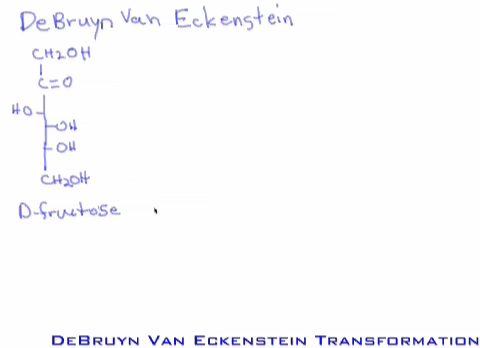 DeBruyn Van Eckenstein
CH2OH
C=O
HO
OH
OH
CH2OH
D-fructose
DEBRUYN VAN ECKENSTEIN TRANSFORMATION